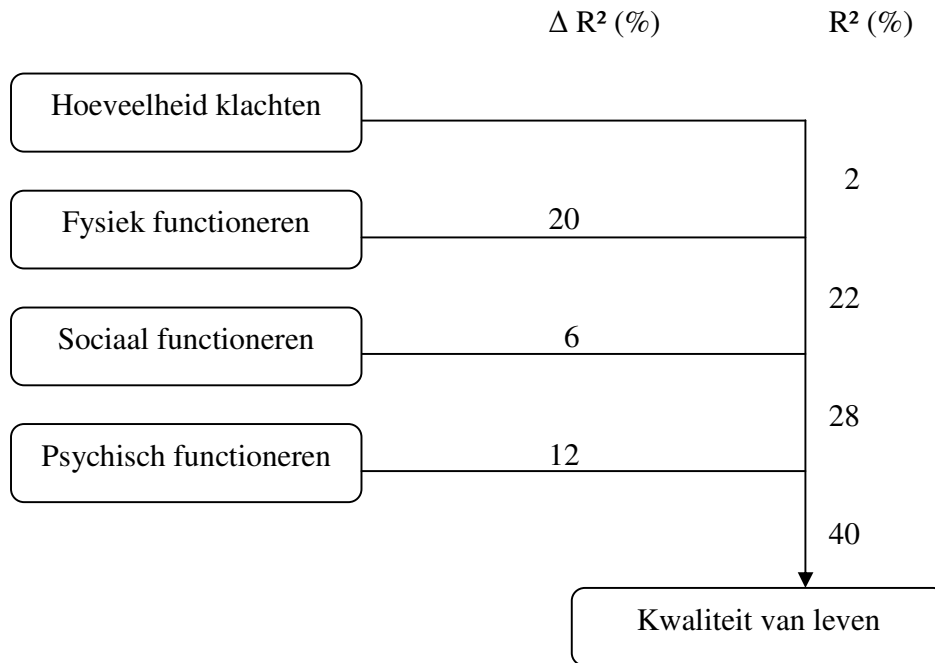 Δ R² (%) R² (%)
Hoeveelheid klachten
2
Fysiek functioneren 20
22
Sociaal functioneren 6
28
Psychisch functioneren 12
40
Kwaliteit van leven